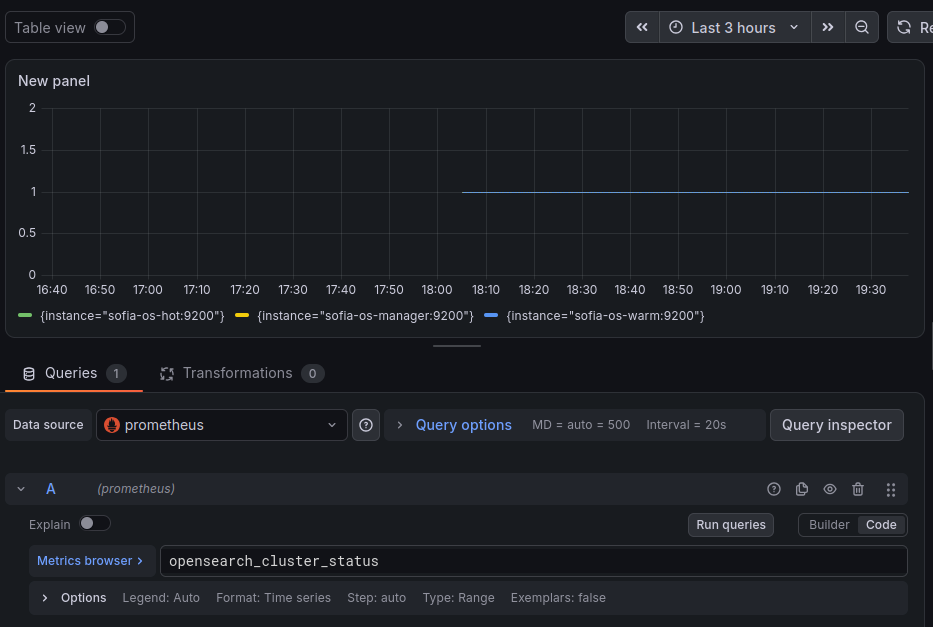 Table view
Last 3 hours
Re
New panel
2
1.5
1
0.5
0
16:40 16:50 17:00 17:10 17:20 17:30 17:40 17:50 18:00 18:10 18:20 18:30 18:40 18:50 19:00 19:10 19:20 19:30
{instance="sofia-os-hot:9200"} {instance="sofia-os-manager:9200"} {instance="sofia-os-warm:9200"}
Queries 1 Transformations 0
Data source prometheus Query options MD = auto = 500 Interval = 20s Query inspector
A (prometheus)
Explain Run queries Builder Code
Metrics browser > opensearch_cluster_status
> Options Legend: Auto Format: Time series Step: auto Type: Range Exemplars: false